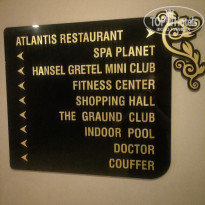 TopHotels
ATLANTIS RESTAURANT
SPA PLANET
HANSEL GRETEL MINI CLUB
FITNESS CENTER
SHOPPING HALL
THE GRAUND CLUB
INDOOR POOL
DOCTOR
COUFFER